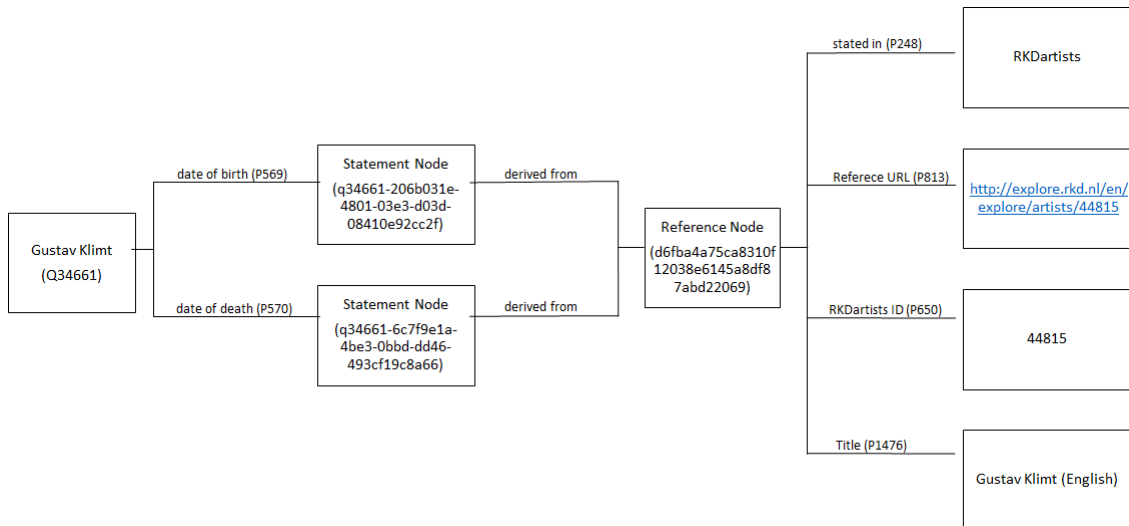 Gustav Klimt
(Q34661)
date of birth (P569)
date of death (P570)
Statement Node
(q34661-206b031e-
4801-03e3-d03d-
08410e92cc2f)
Statement Node
(q34661-6c7f9e1a-
4be3-0bbd-dd46-
493cf19c8a66)
derived from
derived from
Reference Node
(d6fba4a75ca8310f
12038e6145a8df8
7abd22069)
stated in (P248)
RKDartists
Referece URL (P813)
http://explore.rkd.nl/en/
explore/artists/44815
RKDartists ID (P650)
44815
Title (P1476)
Gustav Klimt (English)